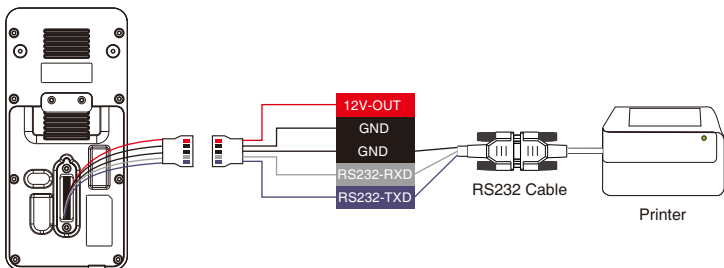 12V-OUT
GND
GND
RS232-RXD
RS232-TXD
RS232 Cable
Printer